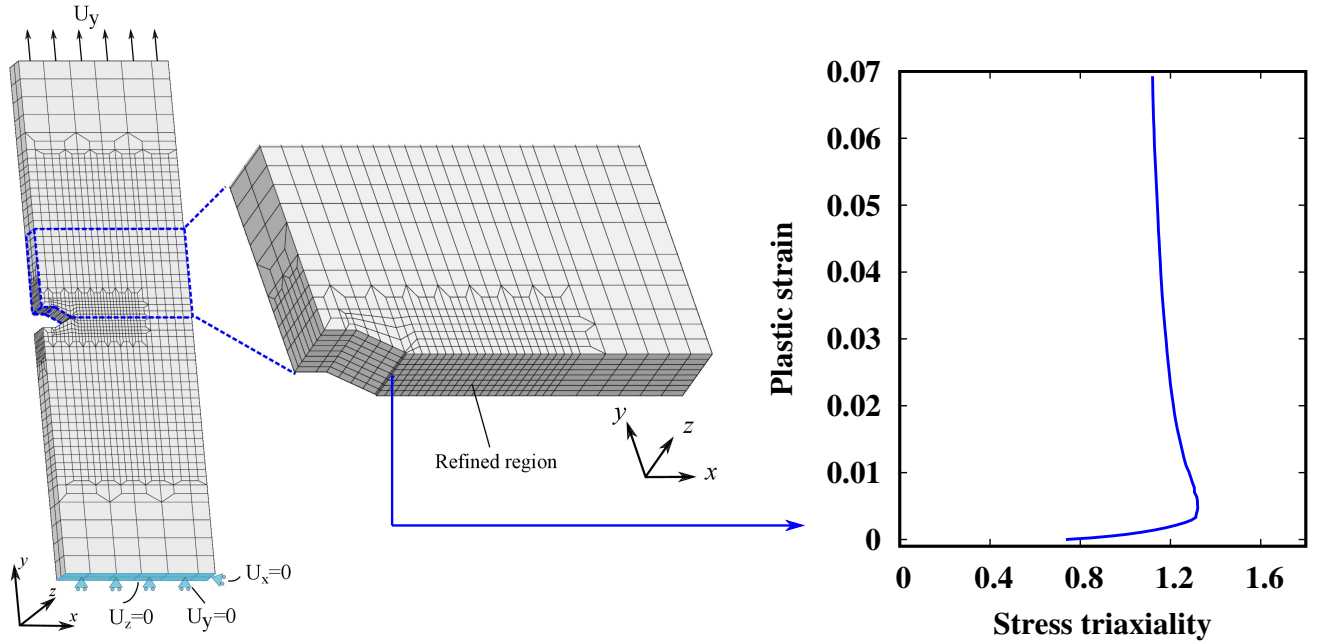 Uy
Refined region
y
z
x
y
z
x
Ux=0
Uz=0
Uy=0
Plastic strain
0.07
0.06
0.05
0.04
0.03
0.02
0.01
0
0
0.4
0.8
1.2
1.6
Stress triaxiality